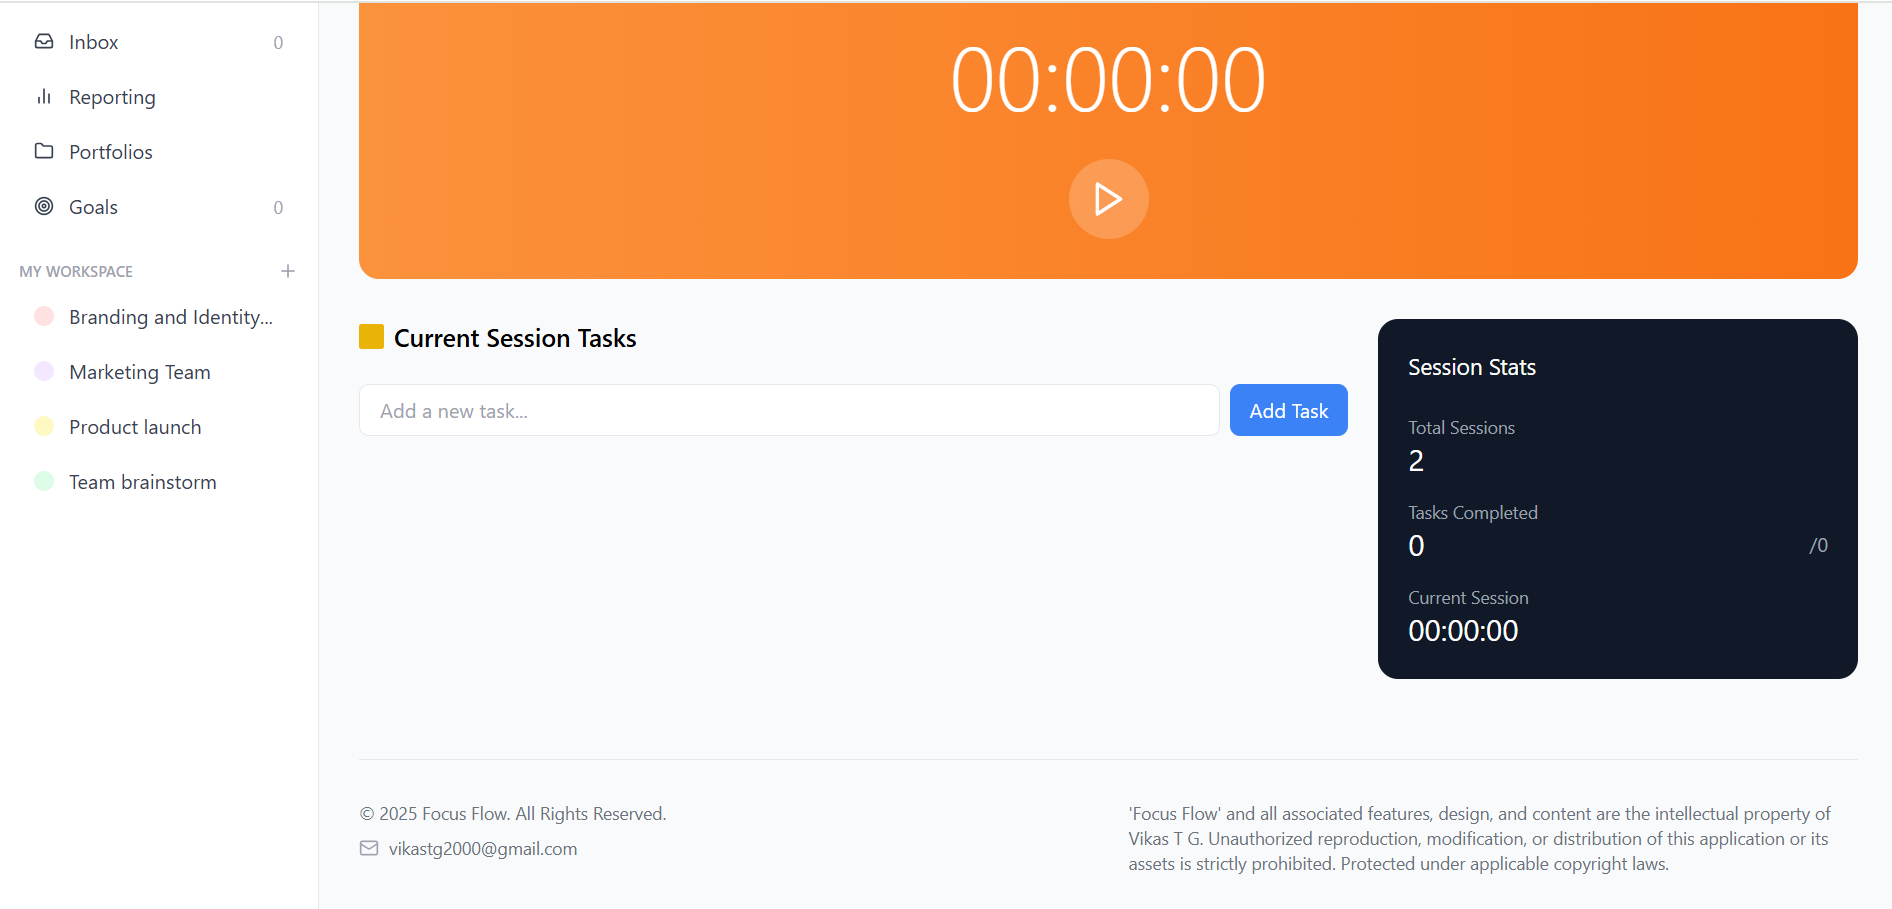 Inbox 0
Reporting
Portfolios
Goals 0
MY WORKSPACE
Branding and Identity...
Marketing Team
Product launch
Team brainstorm
00:00:00
Current Session Tasks
Add a new task...
Add Task
Session Stats
Total Sessions
2
Tasks Completed
0 /0
Current Session
00:00:00
© 2025 Focus Flow. All Rights Reserved.
vikastg2000@gmail.com
'Focus Flow' and all associated features, design, and content are the intellectual property of
Vikas T G. Unauthorized reproduction, modification, or distribution of this application or its
assets is strictly prohibited. Protected under applicable copyright laws.